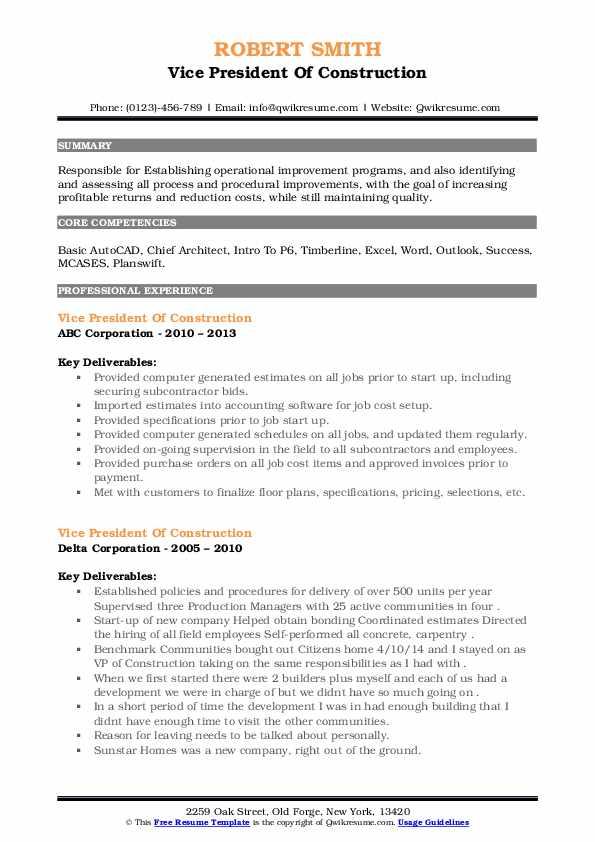 ROBERT SMITH
Vice President Of Construction
Phone: (0123)-456-789 | Email: info@qwikresume.com | Website: Qwikresume.com
SUMMARY
Responsible for Establishing operational improvement programs, and also identifying
and assessing all process and procedural improvements, with the goal of increasing
profitable returns and reduction costs, while still maintaining quality.
CORE COMPETENCIES
Basic AutoCAD, Chief Architect, Intro To P6, Timberline, Excel, Word, Outlook, Success,
MCASES, Planswift.
PROFESSIONAL EXPERIENCE
Vice President Of Construction
ABC Corporation - 2010 – 2013
Key Deliverables:
▪ Provided computer generated estimates on all jobs prior to start up, including
securing subcontractor bids.
▪ Imported estimates into accounting software for job cost setup.
▪ Provided specifications prior to job start up.
▪ Provided computer generated schedules on all jobs, and updated them regularly.
▪ Provided on-going supervision in the field to all subcontractors and employees.
▪ Provided purchase orders on all job cost items and approved invoices prior to
payment.
▪ Met with customers to finalize floor plans, specifications, pricing, selections, etc.
Vice President Of Construction
Delta Corporation - 2005 – 2010
Key Deliverables:
▪ Established policies and procedures for delivery of over 500 units per year
Supervised three Production Managers with 25 active communities in four .
▪ Start-up of new company Helped obtain bonding Coordinated estimates Directed
the hiring of all field employees Self-performed all concrete, carpentry .
▪ Benchmark Communities bought out Citizens home 4/10/14 and I stayed on as
VP of Construction taking on the same responsibilities as I had with .
▪ When we first started there were 2 builders plus myself and each of us had a
development we were in charge of but we didnt have so much going on .
▪ In a short period of time the development I was in had enough building that I
didnt have enough time to visit the other communities.
▪ Reason for leaving needs to be talked about personally.
▪ Sunstar Homes was a new company, right out of the ground.
2259 Oak Street, Old Forge, New York, 13420
© This Free Resume Template is the copyright of Qwikresume.com. Usage Guidelines